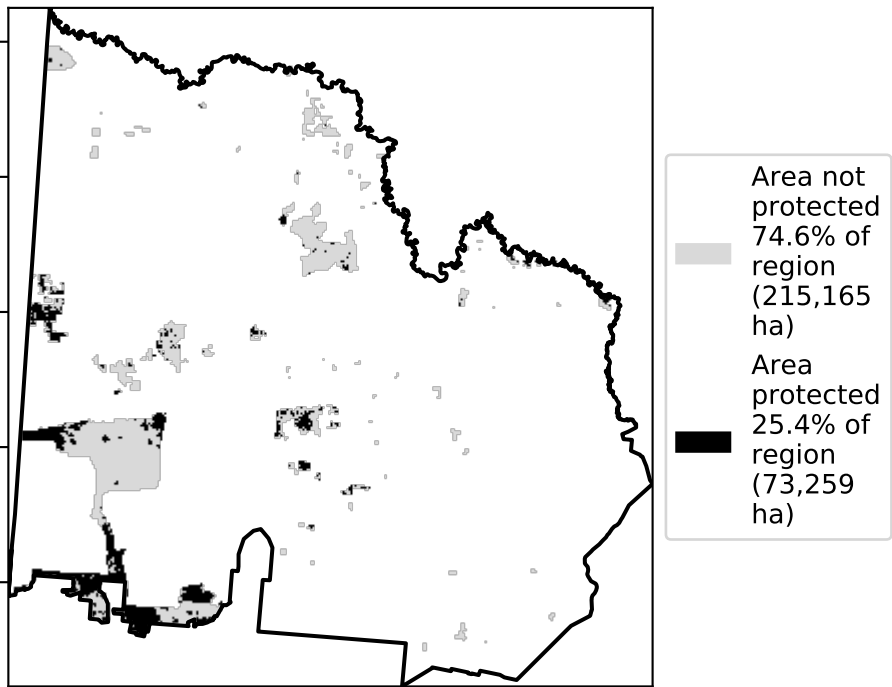 Area not
protected
74.6% of
region
(215,165
ha)
Area
protected
25.4% of
region
(73,259
ha)